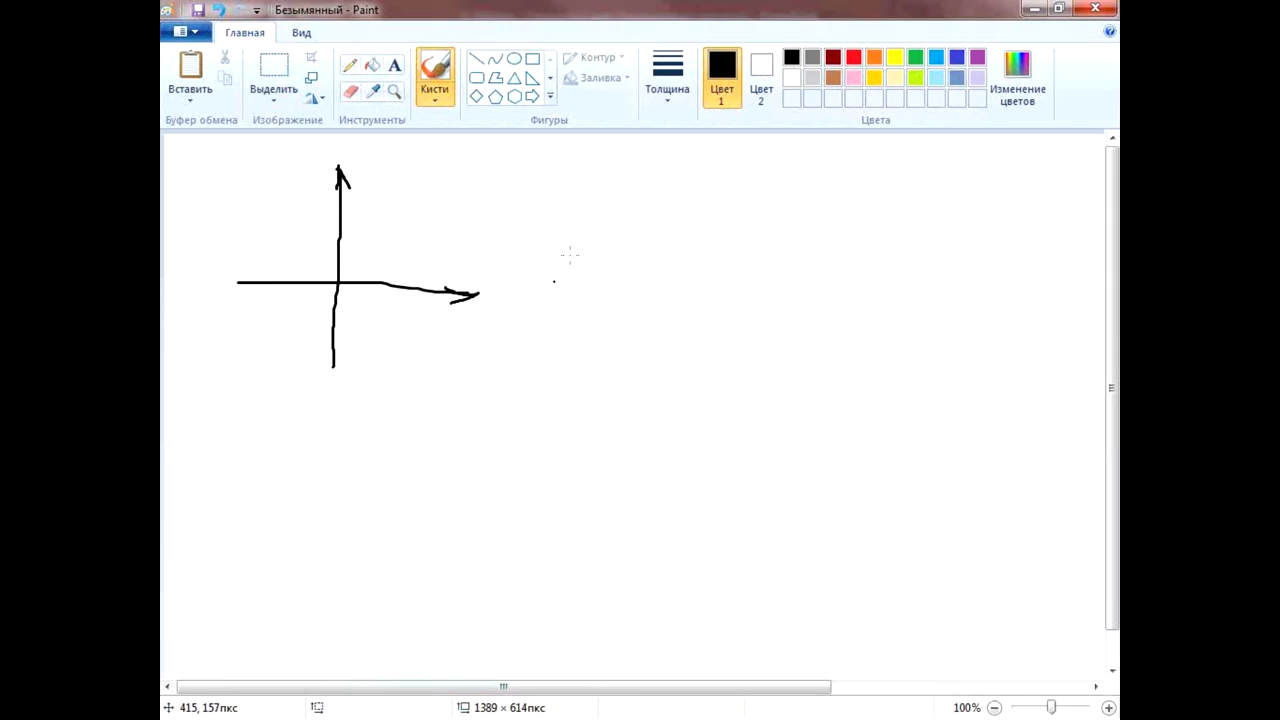 Безымянный - Paint
Главная Вид
Вставить Выделить Кисти Контур Заливка Толщина Цвет 1 Цвет 2 Изменение цветов
Буфер обмена Изображение Инструменты Фигуры Цвета
415, 157пкс 1389 × 614пкс 100%